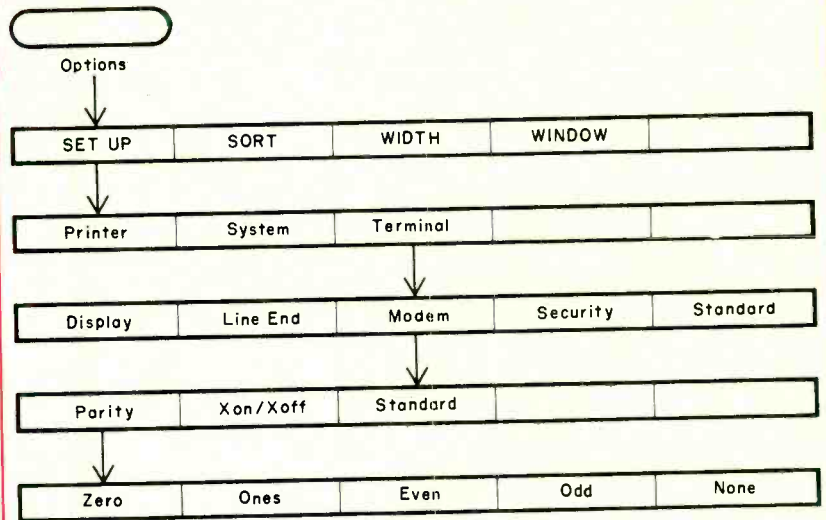 Options
SET UP SORT WIDTH WINDOW
Printer System Terminal
Display Line End Modem Security Standard
Parity Xon/Xoff Standard
Zero Ones Even Odd None